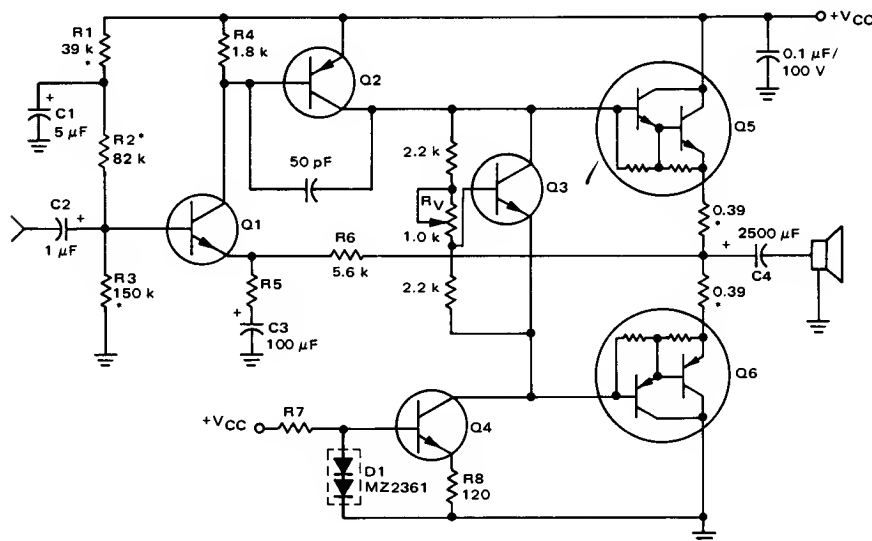 +VCC
R1
39 k
*
R4
1.8 k
Q2
0.1 μF/
100 V
+
C1
5 μF
R2*
82 k
50 pF
2.2 k
Q3
Q5
RV
1.0 k
C2
+
1 μF
Q1
R6
5.6 k
0.39
*
+
2500 μF
C4
R3
150 k
*
R5
+
C3
100 μF
2.2 k
0.39
*
Q6
+VCC
R7
Q4
D1
MZ2361
R8
120